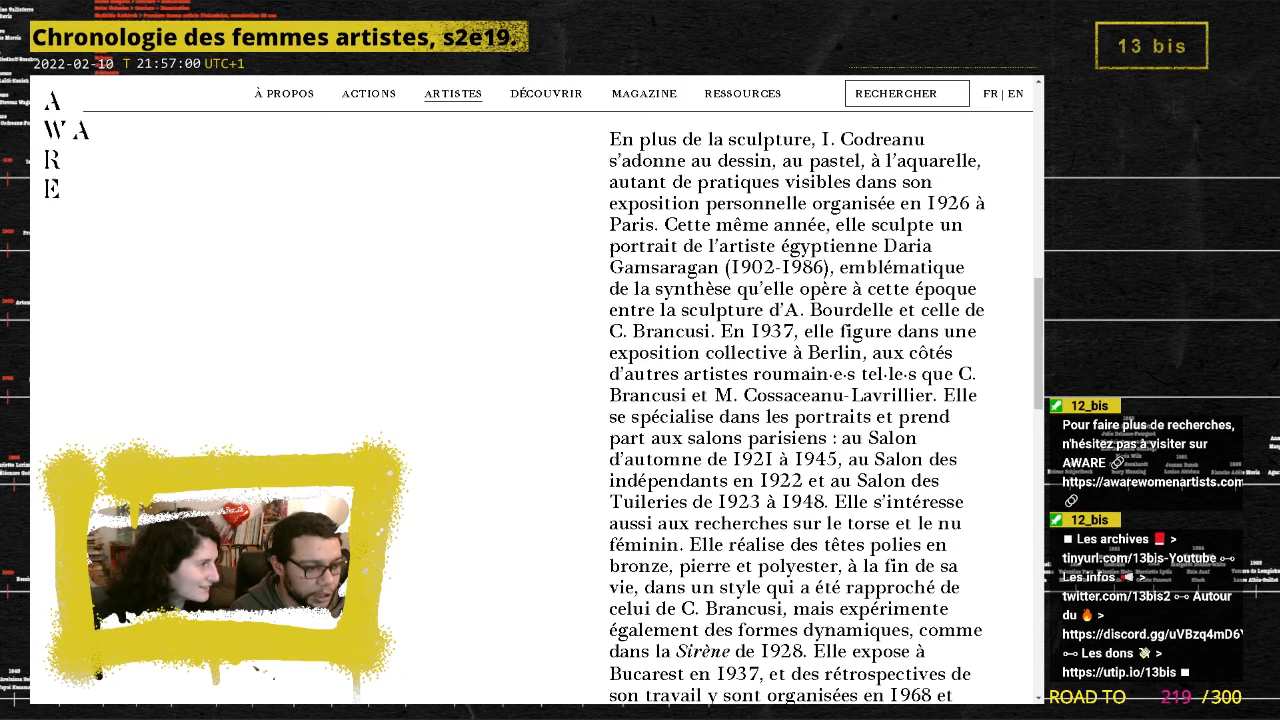 Chronologie des femmes artistes, s2e19.
2022-02-10 T 21:57:00 UTC+1
13 bis
A
W A
R
E
À PROPOS ACTIONS ARTISTES DÉCOUVRIR MAGAZINE RESSOURCES RECHERCHER FR | EN
En plus de la sculpture, I. Codreanu
s’adonne au dessin, au pastel, à l’aquarelle,
autant de pratiques visibles dans son
exposition personnelle organisée en 1926 à
Paris. Cette même année, elle sculpte un
portrait de l’artiste égyptienne Daria
Gamsaragan (1902-1986), emblématique
de la synthèse qu’elle opère à cette époque
entre la sculpture d’A. Bourdelle et celle de
C. Brancusi. En 1937, elle figure dans une
exposition collective à Berlin, aux côtés
d’autres artistes roumain·e·s tel·le·s que C.
Brancusi et M. Cossaceanu-Lavrillier. Elle
se spécialise dans les portraits et prend
part aux salons parisiens : au Salon
d’automne de 1921 à 1945, au Salon des
indépendants en 1922 et au Salon des
Tuileries de 1923 à 1948. Elle s’intéresse
aussi aux recherches sur le torse et le nu
féminin. Elle réalise des têtes polies en
bronze, pierre et polyester, à la fin de sa
vie, dans un style qui a été rapproché de
celui de C. Brancusi, mais expérimente
également des formes dynamiques, comme
dans la Sirène de 1928. Elle expose à
Bucarest en 1937, et des rétrospectives de
son travail y sont organisées en 1968 et
12_bis
Pour faire plus de recherches,
n'hésitez pas à visiter sur
AWARE 🔗
https://awarewomenartists.com
🔗
12_bis
Les archives 📕 >
tinyurl.com/13bis-Youtube
Les infos 📢 >
twitter.com/13bis2 Autour
du 🔥 >
https://discord.gg/uVBzq4mD6
Les dons 💸 >
https://utip.io/13bis
ROAD TO 219 / 300